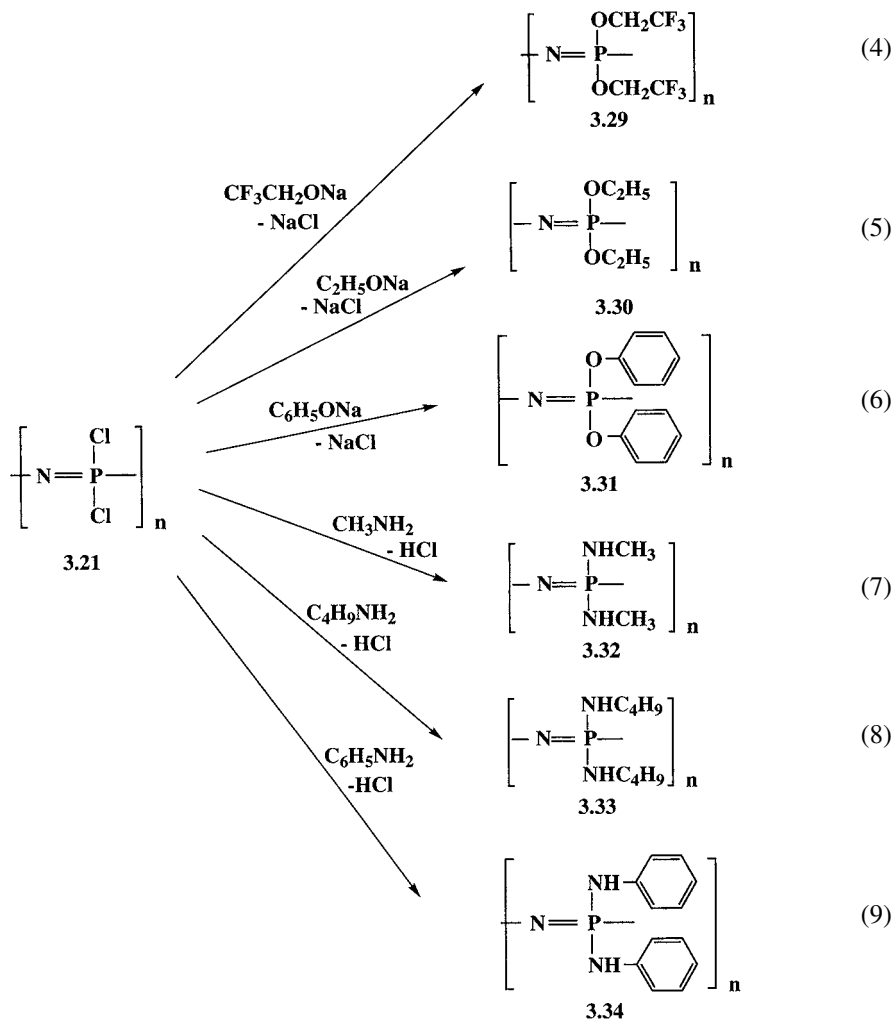 OCH2CF3
N=P
OCH2CF3
n
3.29
(4)
CF3CH2ONa
- NaCl
OC2H5
N=P
OC2H5
n
3.30
(5)
C2H5ONa
- NaCl
O
N=P
O
n
3.31
(6)
C6H5ONa
- NaCl
Cl
N=P
Cl
n
3.21
CH3NH2
- HCl
NHCH3
N=P
NHCH3
n
3.32
(7)
C4H9NH2
- HCl
NHC4H9
N=P
NHC4H9
n
3.33
(8)
C6H5NH2
-HCl
NH
N=P
NH
n
3.34
(9)